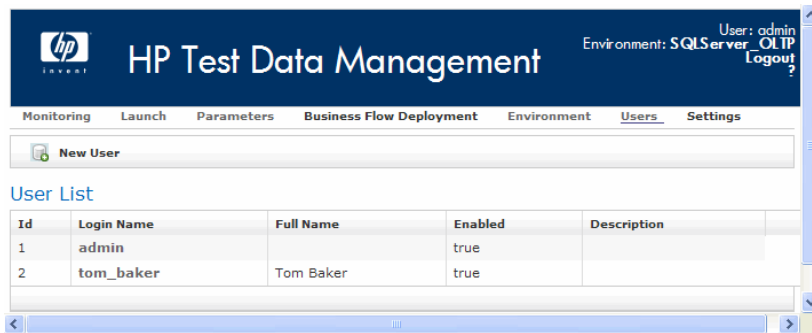 hp
invent
HP Test Data Management
User: admin
Environment: SQLServer_OLTP
Logout
?
Monitoring Launch Parameters Business Flow Deployment Environment Users Settings
New User
User List
Id Login Name Full Name Enabled Description
1 admin true
2 tom_baker Tom Baker true